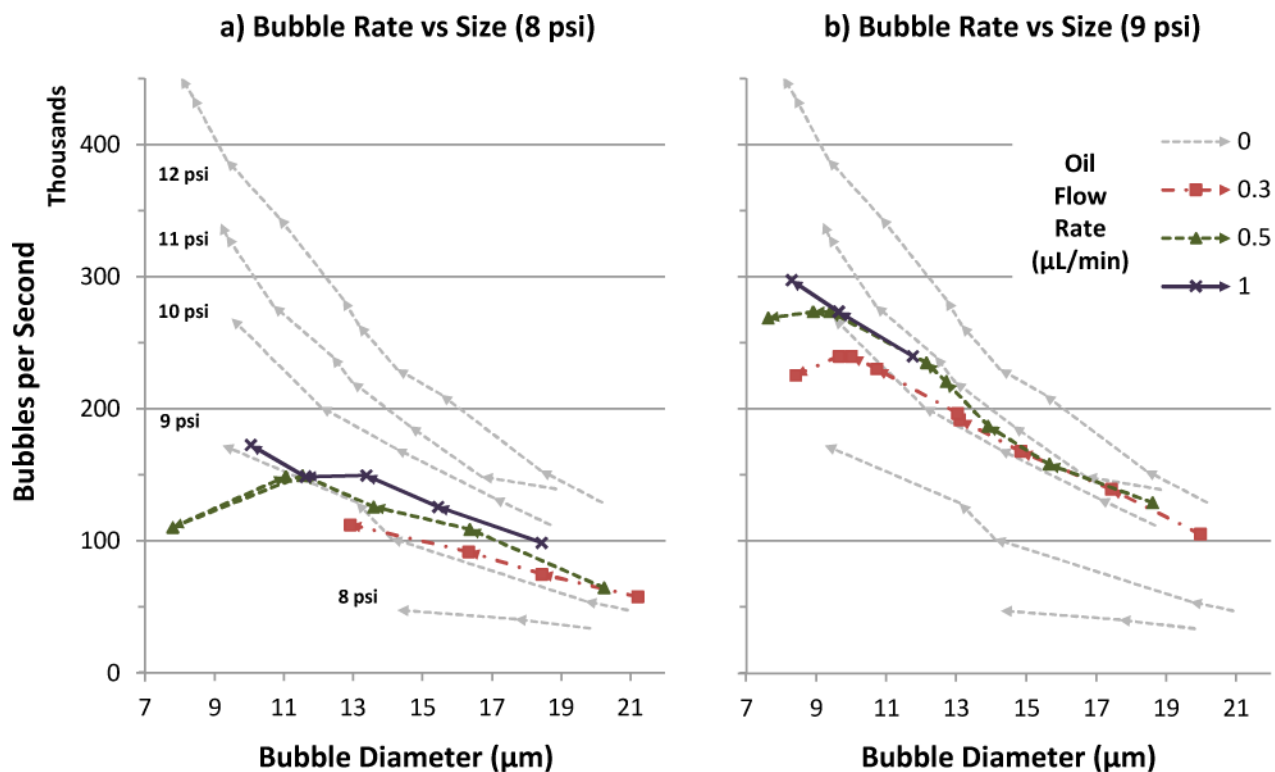 a) Bubble Rate vs Size (8 psi)
b) Bubble Rate vs Size (9 psi)
Bubbles per Second
Thousands
400
300
200
100
0
12 psi
11 psi
10 psi
9 psi
8 psi
7 9 11 13 15 17 19 21
Bubble Diameter (µm)
Oil
Flow
Rate
(µL/min)
0
0.3
0.5
1
7 9 11 13 15 17 19 21
Bubble Diameter (µm)